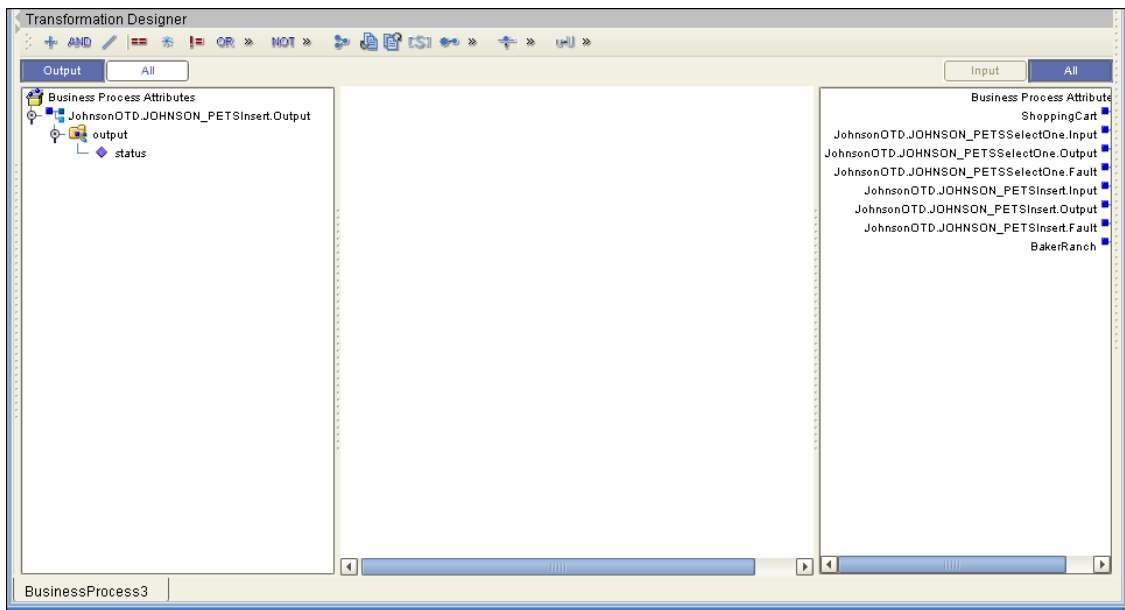 Transformation Designer
AND == != OR » NOT » [S] » » »
Output All Input All
Business Process Attributes
JohnsonOTD.JOHNSON_PETSInsert.Output
output
status
Business Process Attribute
ShoppingCart
JohnsonOTD.JOHNSON_PETSSelectOne.Input
JohnsonOTD.JOHNSON_PETSSelectOne.Output
JohnsonOTD.JOHNSON_PETSSelectOne.Fault
JohnsonOTD.JOHNSON_PETSInsert.Input
JohnsonOTD.JOHNSON_PETSInsert.Output
JohnsonOTD.JOHNSON_PETSInsert.Fault
BakerRanch
BusinessProcess3